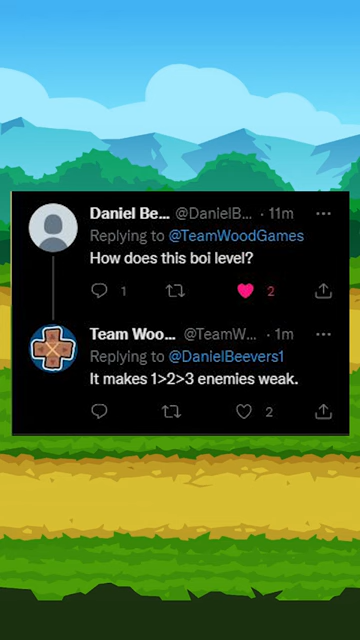 Daniel Be... @DanielB... · 11m ···
Replying to @TeamWoodGames
How does this boi level?
1 2
Team Woo... @TeamW... · 1m ···
Replying to @DanielBeevers1
It makes 1>2>3 enemies weak.
2